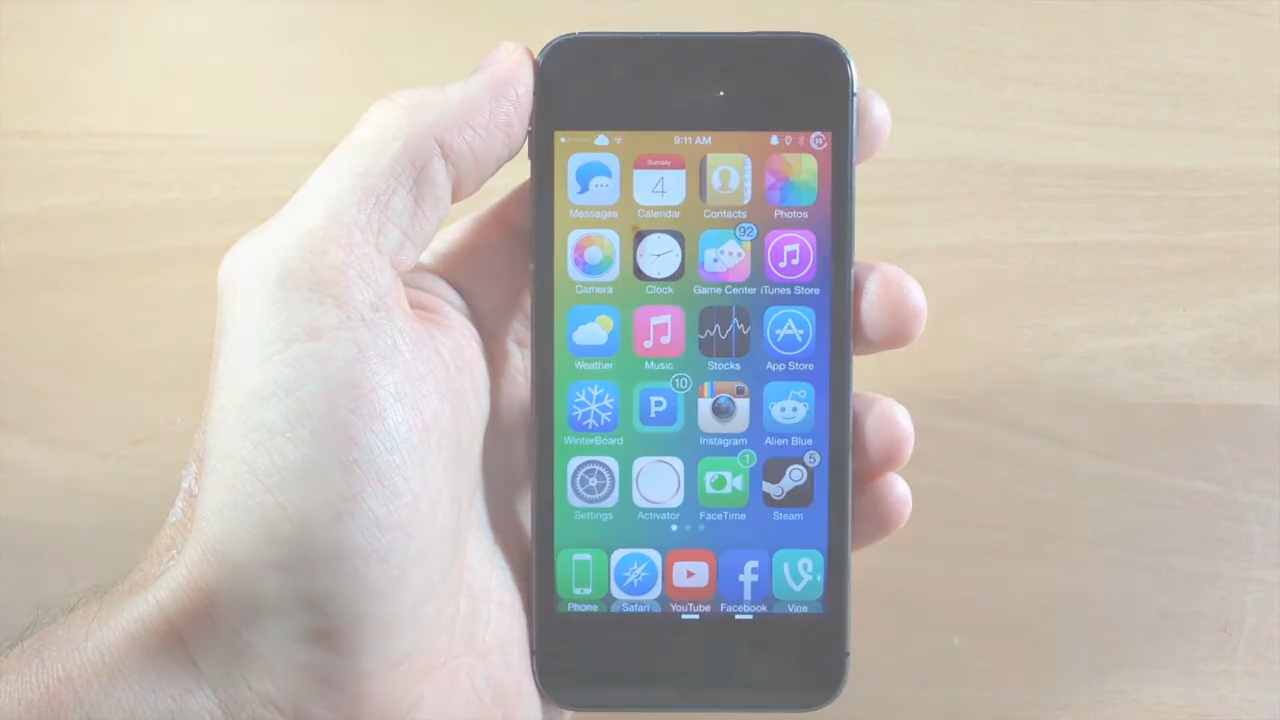 9:11 AM
Sunday
4
Messages Calendar Contacts Photos
92
Camera Clock Game Center iTunes Store
Weather Music Stocks App Store
10
P
WinterBoard Instagram Alien Blue
1 5
Settings Activator FaceTime Steam
f
Phone Safari YouTube Facebook Vine